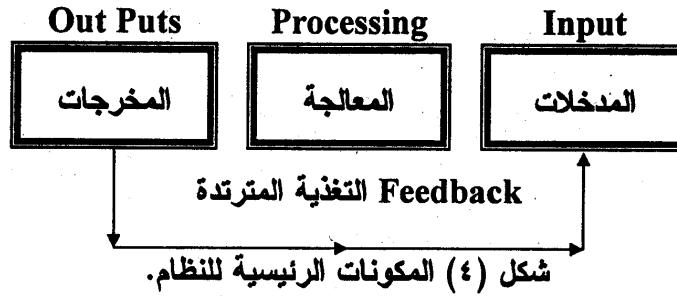 Out Puts Processing Input
المخرجات المعالجة المدخلات
التغذية المترتدة Feedback
شكل (٤) المكونات الرئيسية للنظام.